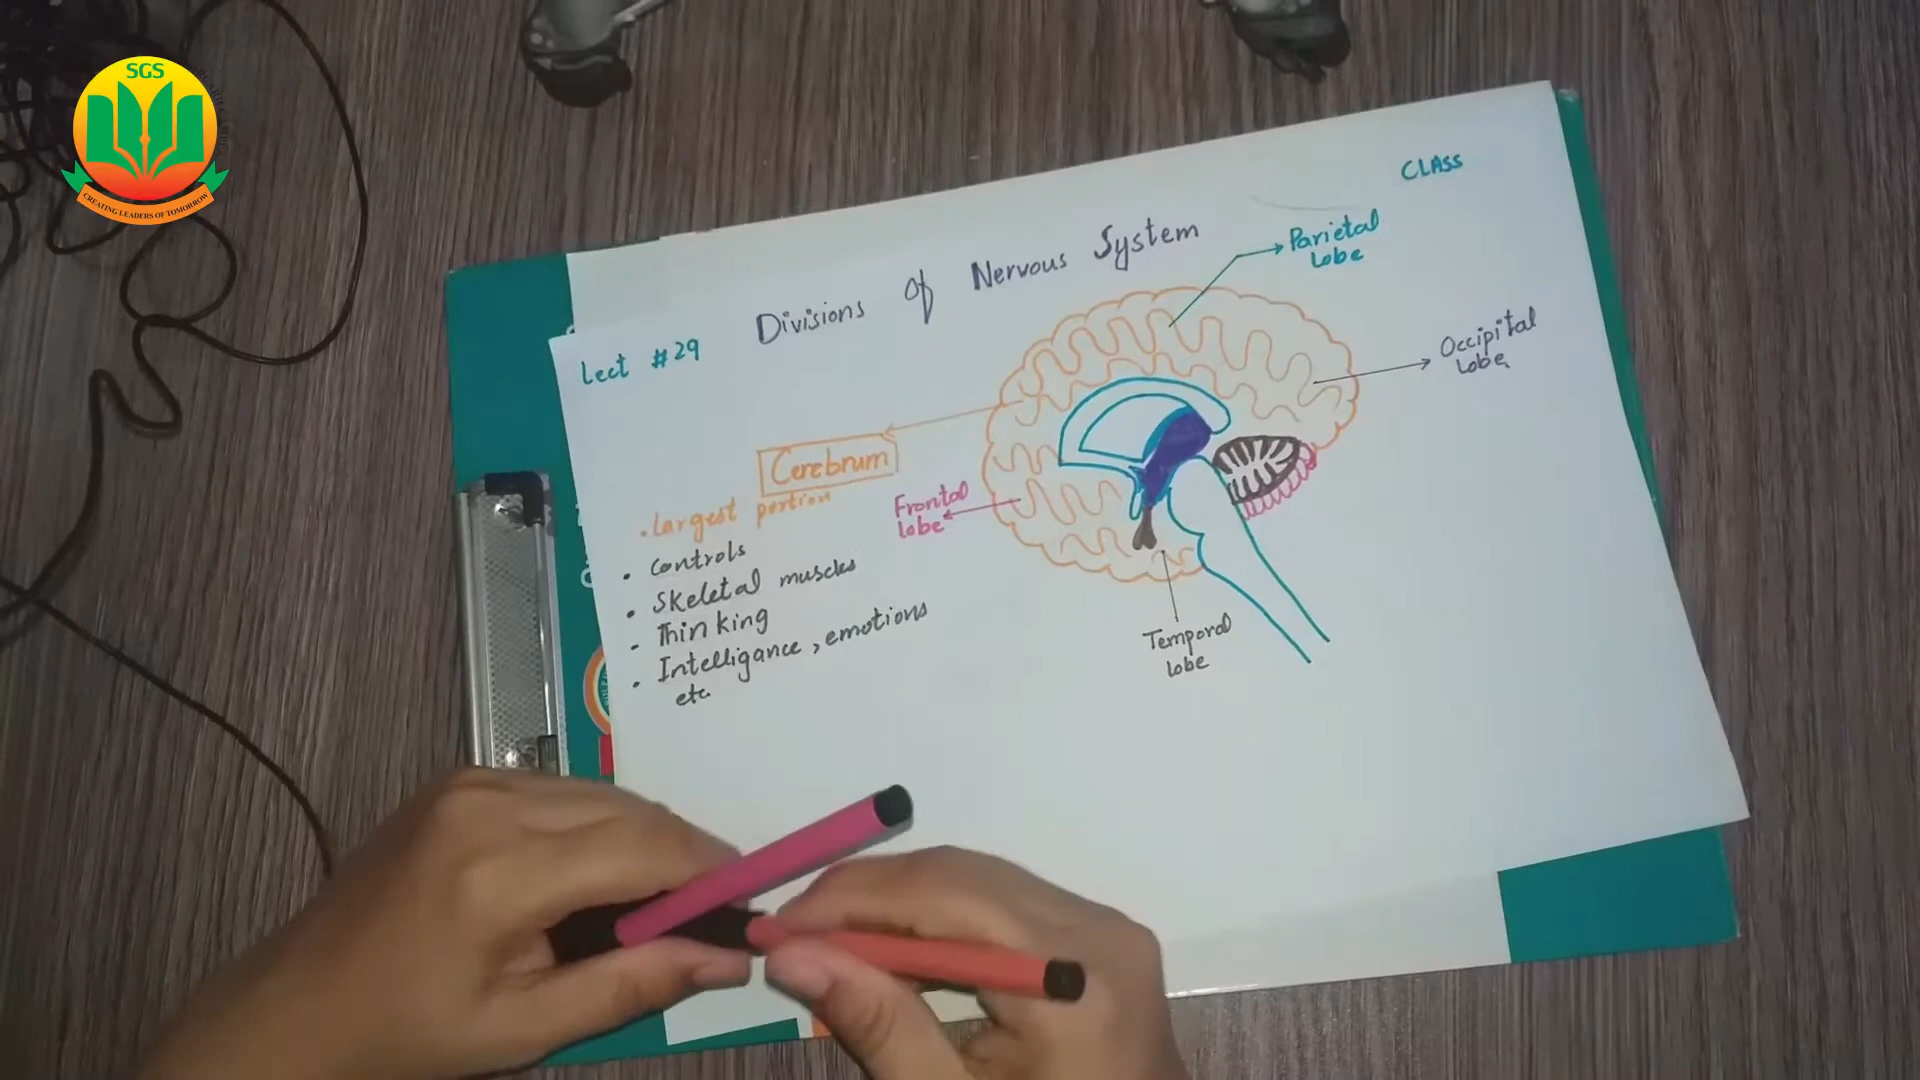 SGS
CREATING LEADERS OF TOMORROW
CLASS
Divisions of Nervous System
Lect #29
Parietal
lobe
Occipital
lobe
Cerebrum
• largest portion
• controls
• Skeletal muscles
• Thinking
• Intelligance, emotions
etc
Frontal
lobe
Temporal
lobe